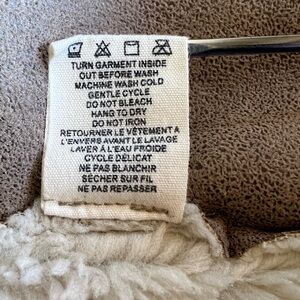 TURN GARMENT INSIDE
OUT BEFORE WASH
MACHINE WASH COLD
GENTLE CYCLE
DO NOT BLEACH
HANG TO DRY
DO NOT IRON
RETOURNER LE VÊTEMENT A
L'ENVERS AVANT LE LAVAGE
LAVER À L'EAU FROIDE
CYCLE DÉLICAT
NE PAS BLANCHIR
SÉCHER SUR FIL
NE PAS REPASSER